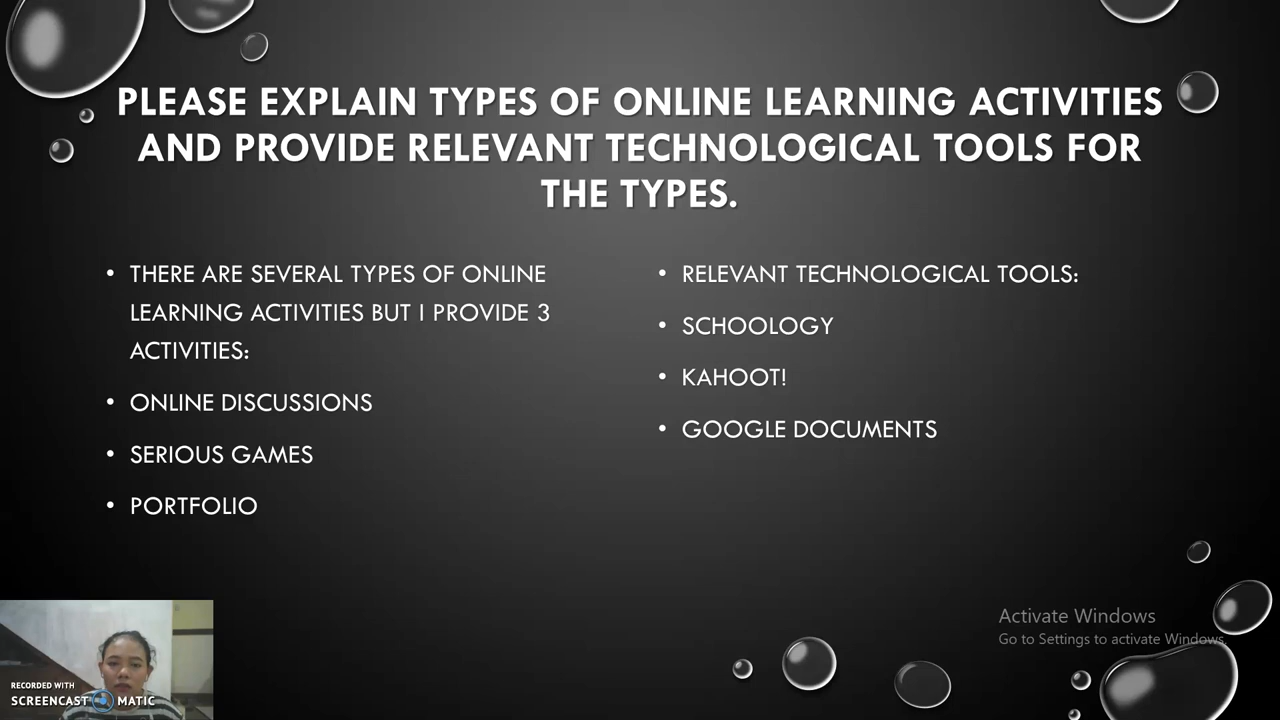 PLEASE EXPLAIN TYPES OF ONLINE LEARNING ACTIVITIES
AND PROVIDE RELEVANT TECHNOLOGICAL TOOLS FOR
THE TYPES.
• THERE ARE SEVERAL TYPES OF ONLINE
LEARNING ACTIVITIES BUT I PROVIDE 3
ACTIVITIES:
• ONLINE DISCUSSIONS
• SERIOUS GAMES
• PORTFOLIO
• RELEVANT TECHNOLOGICAL TOOLS:
• SCHOOLOGY
• KAHOOT!
• GOOGLE DOCUMENTS
Activate Windows
Go to Settings to activate Windows.
RECORDED WITH
SCREENCAST MATIC